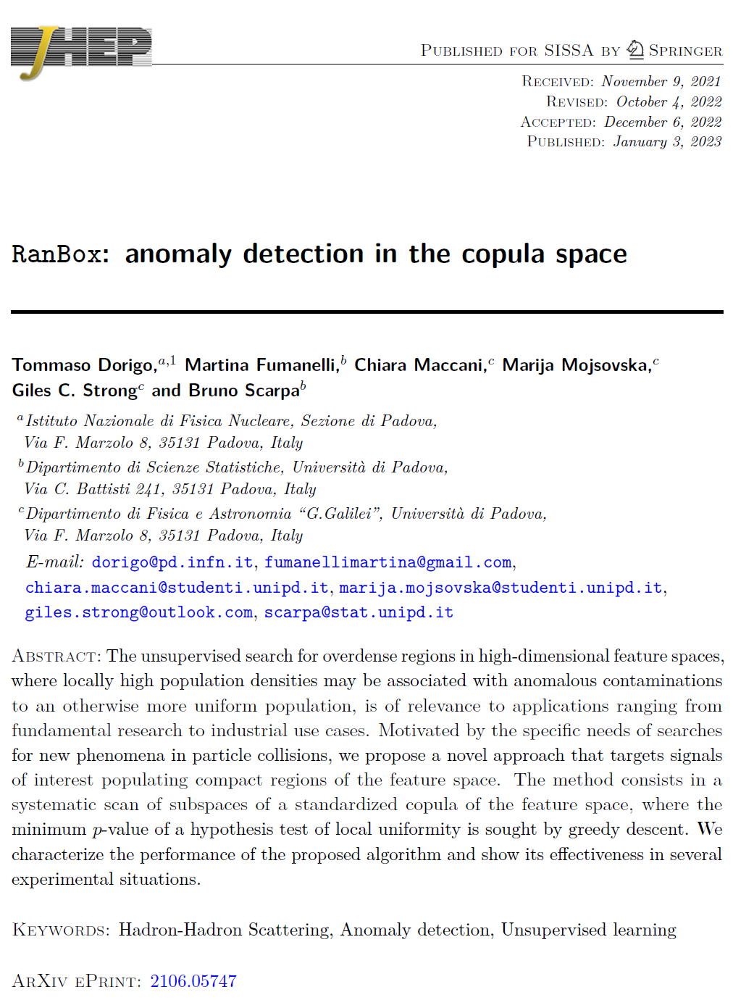 JHEP
Published for SISSA by Springer
Received: November 9, 2021
Revised: October 4, 2022
Accepted: December 6, 2022
Published: January 3, 2023
RanBox: anomaly detection in the copula space
Tommaso Dorigo,a,1 Martina Fumanelli,b Chiara Maccani,c Marija Mojsovska,c
Giles C. Strongc and Bruno Scarpab
aIstituto Nazionale di Fisica Nucleare, Sezione di Padova,
Via F. Marzolo 8, 35131 Padova, Italy
bDipartimento di Scienze Statistiche, Università di Padova,
Via C. Battisti 241, 35131 Padova, Italy
cDipartimento di Fisica e Astronomia “G.Galilei”, Università di Padova,
Via F. Marzolo 8, 35131 Padova, Italy
E-mail: dorigo@pd.infn.it, fumanellimartina@gmail.com,
chiara.maccani@studenti.unipd.it, marija.mojsovska@studenti.unipd.it,
giles.strong@outlook.com, scarpa@stat.unipd.it
Abstract: The unsupervised search for overdense regions in high-dimensional feature spaces,
where locally high population densities may be associated with anomalous contaminations
to an otherwise more uniform population, is of relevance to applications ranging from
fundamental research to industrial use cases. Motivated by the specific needs of searches
for new phenomena in particle collisions, we propose a novel approach that targets signals
of interest populating compact regions of the feature space. The method consists in a
systematic scan of subspaces of a standardized copula of the feature space, where the
minimum p-value of a hypothesis test of local uniformity is sought by greedy descent. We
characterize the performance of the proposed algorithm and show its effectiveness in several
experimental situations.
Keywords: Hadron-Hadron Scattering, Anomaly detection, Unsupervised learning
ArXiv ePrint: 2106.05747